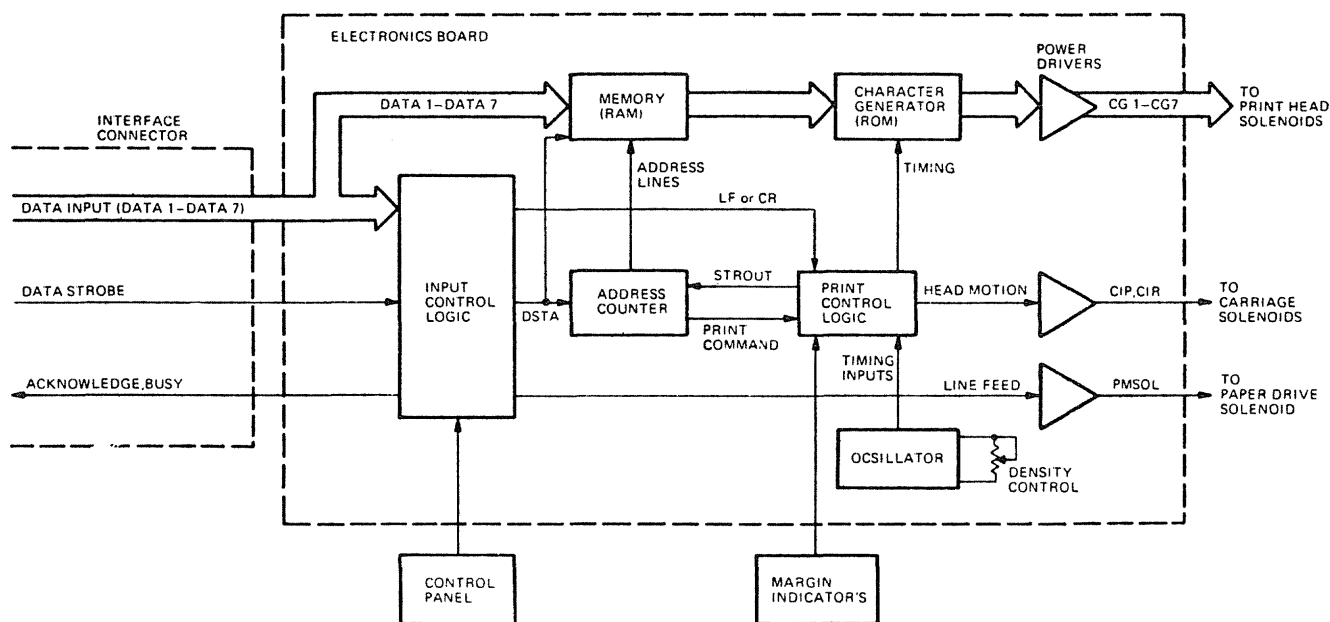 ELECTRONICS BOARD
POWER
DRIVERS
DATA 1–DATA 7
MEMORY
(RAM)
CHARACTER
GENERATOR
(ROM)
CG 1–CG7
TO
PRINT HEAD
SOLENOIDS
INTERFACE
CONNECTOR
ADDRESS
LINES
TIMING
DATA INPUT (DATA 1–DATA 7)
LF or CR
DATA STROBE
INPUT
CONTROL
LOGIC
DSTA
ADDRESS
COUNTER
STROUT
PRINT
COMMAND
PRINT
CONTROL
LOGIC
HEAD MOTION
CIP,CIR
TO
CARRIAGE
SOLENOIDS
TIMING
INPUTS
ACKNOWLEDGE,BUSY
LINE FEED
PMSOL
TO
PAPER DRIVE
SOLENOID
OCSILLATOR
DENSITY
CONTROL
CONTROL
PANEL
MARGIN
INDICATOR'S